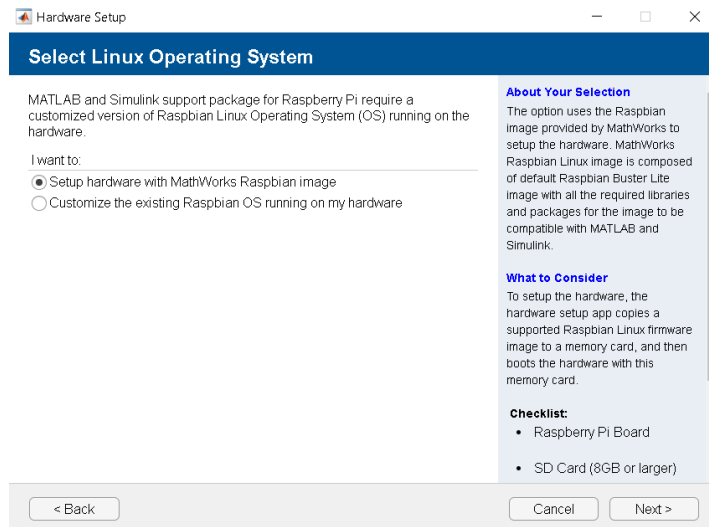 Hardware Setup
Select Linux Operating System
MATLAB and Simulink support package for Raspberry Pi require a
customized version of Raspbian Linux Operating System (OS) running on the
hardware.
I want to:
Setup hardware with MathWorks Raspbian image
Customize the existing Raspbian OS running on my hardware
About Your Selection
The option uses the Raspbian
image provided by MathWorks to
setup the hardware. MathWorks
Raspbian Linux image is composed
of default Raspbian Buster Lite
image with all the required libraries
and packages for the image to be
compatible with MATLAB and
Simulink.
What to Consider
To setup the hardware, the
hardware setup app copies a
supported Raspbian Linux firmware
image to a memory card, and then
boots the hardware with this
memory card.
Checklist:
• Raspberry Pi Board
• SD Card (8GB or larger)
< Back
Cancel
Next >